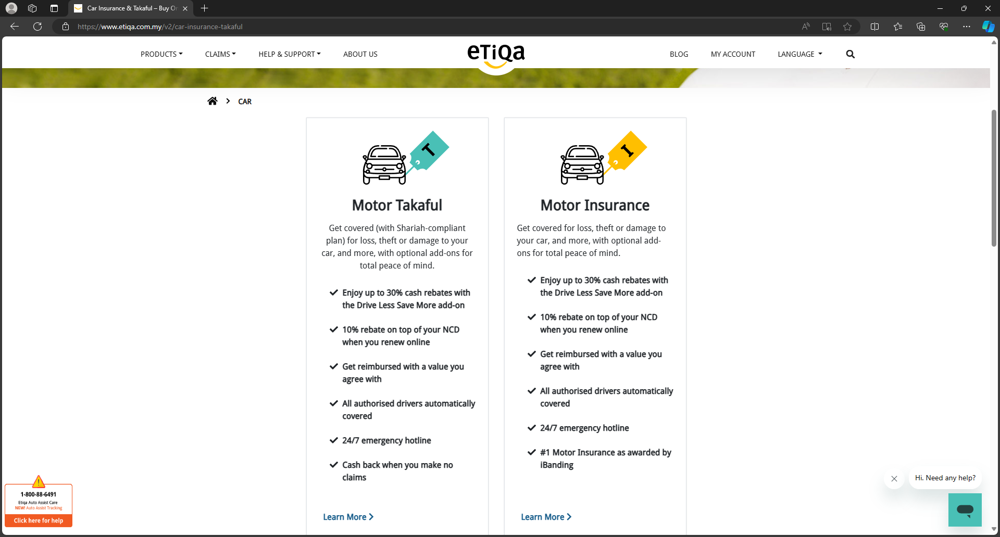 Car Insurance & Takaful – Buy On
https://www.etiqa.com.my/v2/car-insurance-takaful
PRODUCTS
CLAIMS
HELP & SUPPORT
ABOUT US
eTiQa
BLOG
MY ACCOUNT
LANGUAGE
CAR
T
Motor Takaful
Get covered (with Shariah-compliant
plan) for loss, theft or damage to your
car, and more, with optional add-ons for
total peace of mind.
Enjoy up to 30% cash rebates with
the Drive Less Save More add-on
10% rebate on top of your NCD
when you renew online
Get reimbursed with a value you
agree with
All authorised drivers automatically
covered
24/7 emergency hotline
Cash back when you make no
claims
Learn More
I
Motor Insurance
Get covered for loss, theft or damage to
your car, and more, with optional add-
ons for total peace of mind.
Enjoy up to 30% cash rebates with
the Drive Less Save More add-on
10% rebate on top of your NCD
when you renew online
Get reimbursed with a value you
agree with
All authorised drivers automatically
covered
24/7 emergency hotline
#1 Motor Insurance as awarded by
iBanding
Learn More
1-800-88-6491
Etiqa Auto Assist Care
NEW! Auto Assist Tracking
Click here for help
Hi. Need any help?